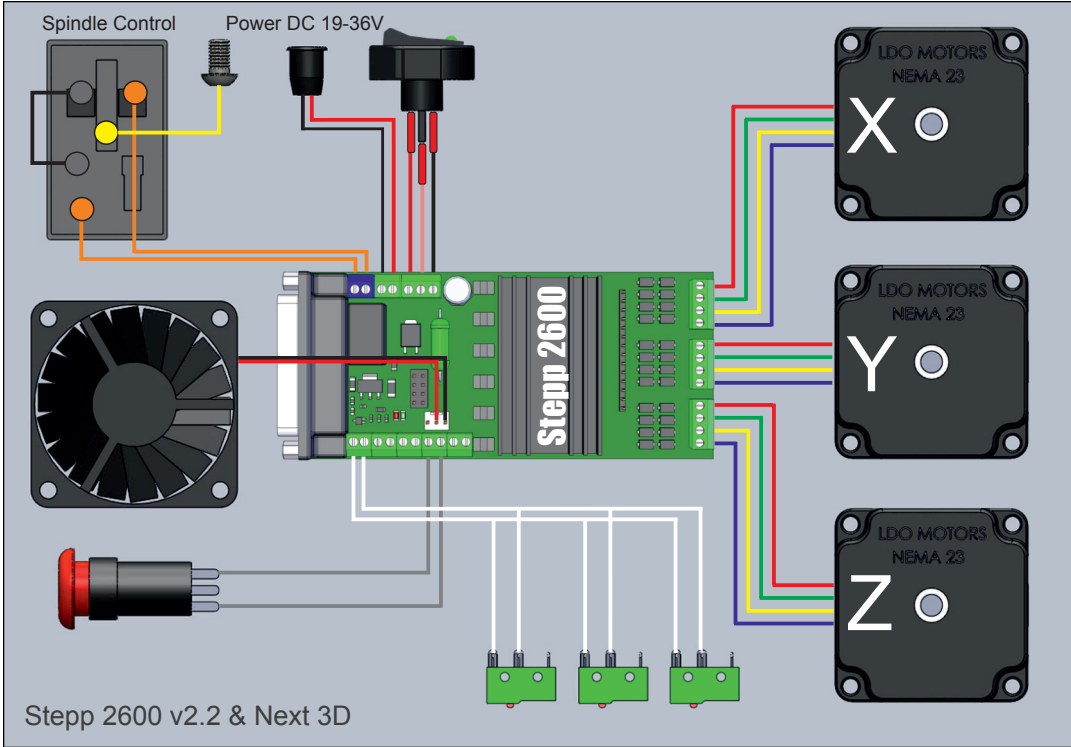 Spindle Control
Power DC 19-36V
LDO MOTORS
NEMA 23
X
LDO MOTORS
NEMA 23
Y
LDO MOTORS
NEMA 23
Z
Stepp 2600
Stepp 2600 v2.2 & Next 3D